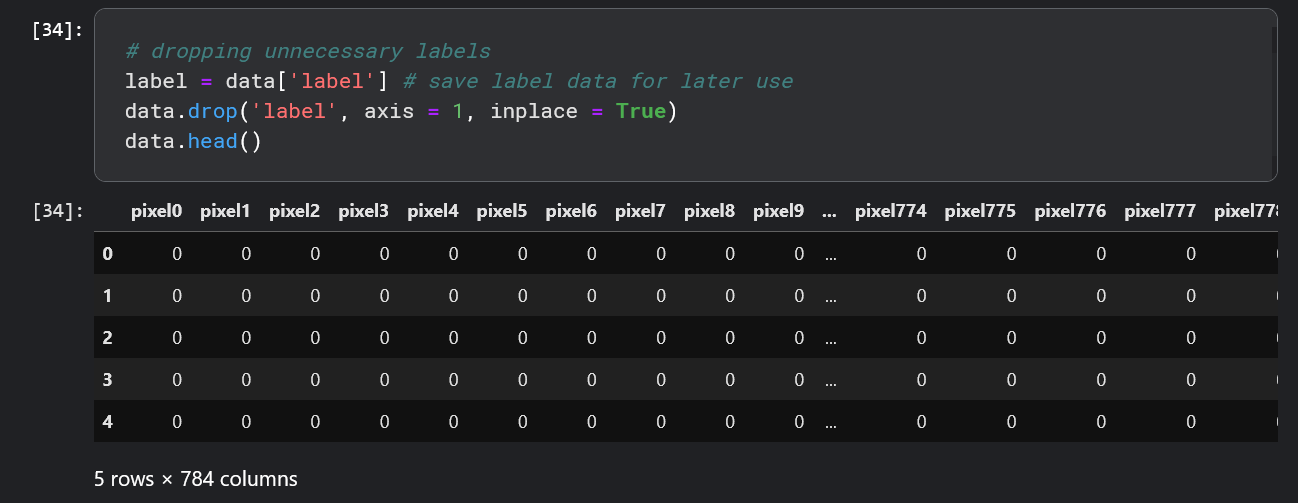 [34]:
# dropping unnecessary labels
label = data['label'] # save label data for later use
data.drop('label', axis = 1, inplace = True)
data.head()
[34]:
pixel0 pixel1 pixel2 pixel3 pixel4 pixel5 pixel6 pixel7 pixel8 pixel9 ... pixel774 pixel775 pixel776 pixel777 pixel778
0 0 0 0 0 0 0 0 0 0 0 ... 0 0 0 0
1 0 0 0 0 0 0 0 0 0 0 ... 0 0 0 0
2 0 0 0 0 0 0 0 0 0 0 ... 0 0 0 0
3 0 0 0 0 0 0 0 0 0 0 ... 0 0 0 0
4 0 0 0 0 0 0 0 0 0 0 ... 0 0 0 0
5 rows × 784 columns